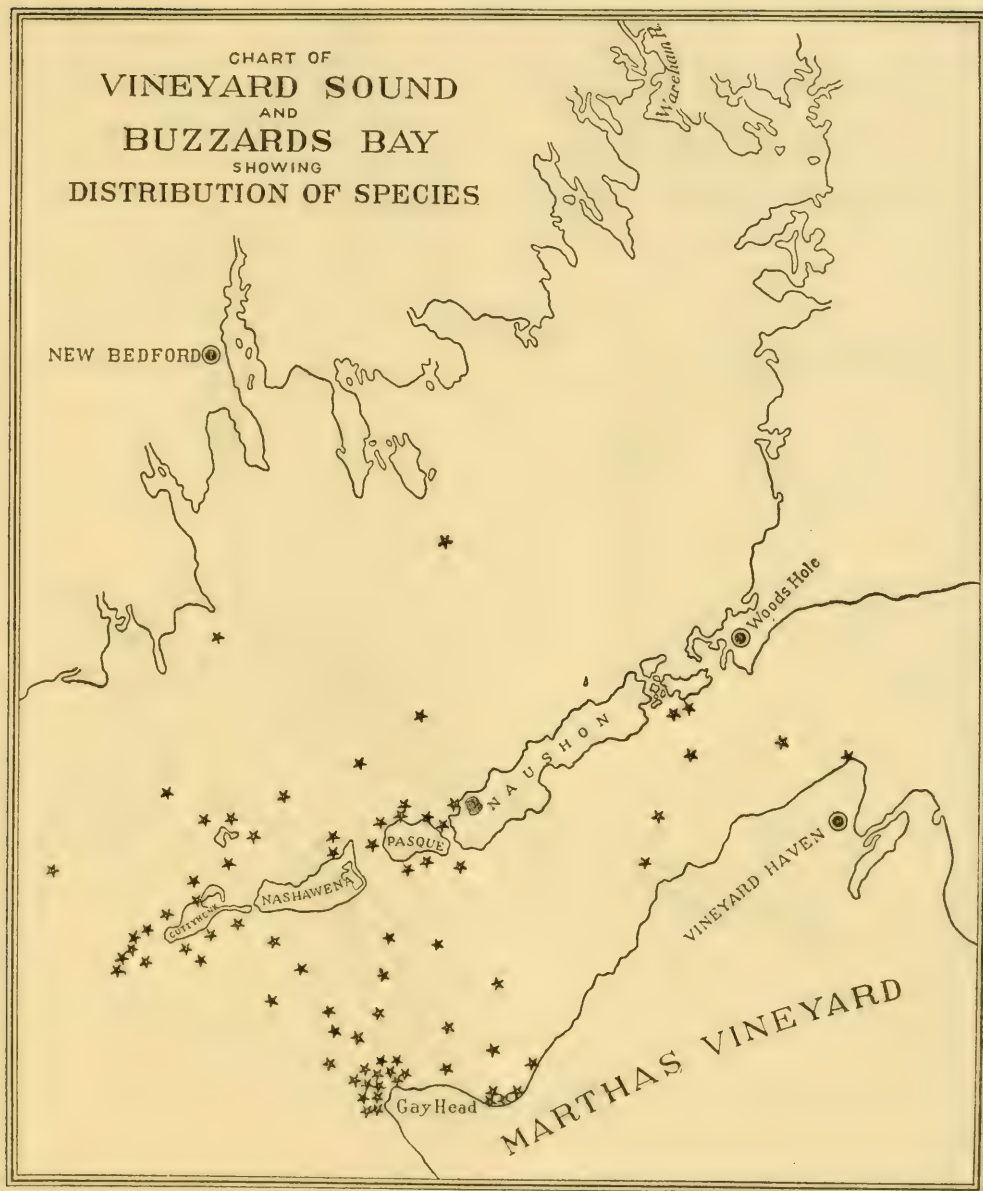 CHART OF
VINEYARD SOUND
AND
BUZZARDS BAY
SHOWING
DISTRIBUTION OF SPECIES
Wareham R.
NEW BEDFORD
Woods Hole
NAUSHON
PASQUE
NASHAWENA
CUTTYHUNK
VINEYARD HAVEN
MARTHAS VINEYARD
Gay Head